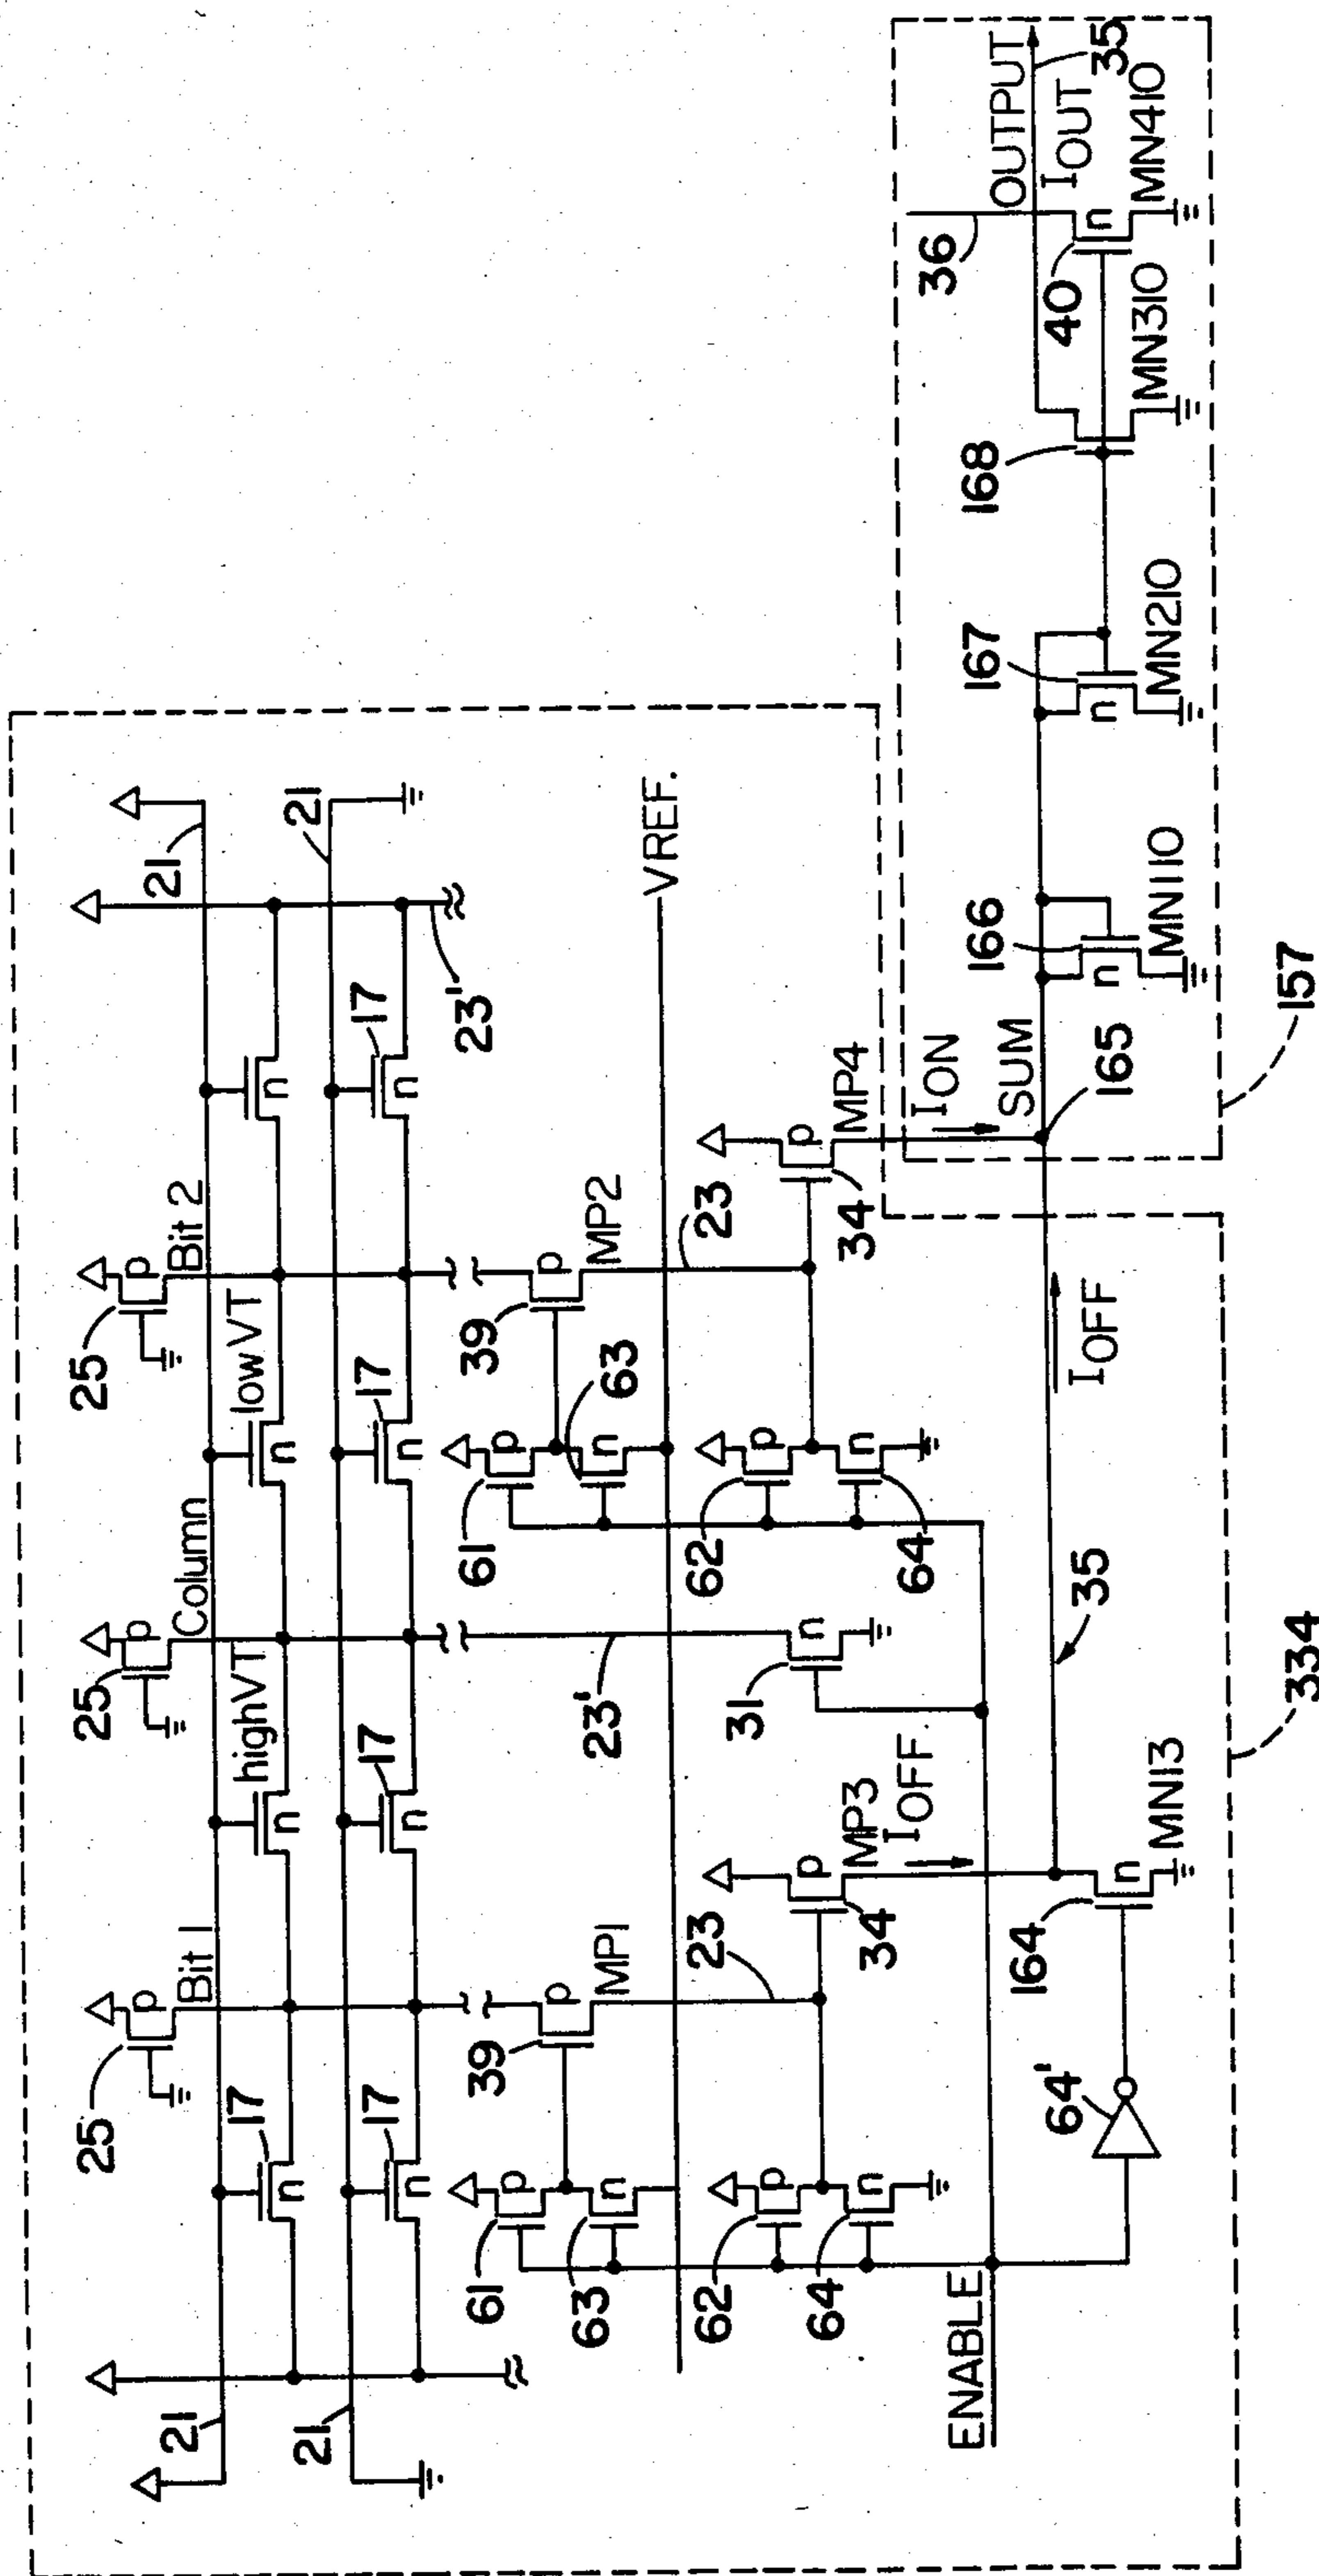 21
21
25
Bit 1
17
17
highVT
17
25
Column
lowVT
17
25
Bit 2
17
21
21
23'
61
63
39
MP1
23
62
64
34
MP3
IOFF
23'
31
61
63
39
MP2
23
62
64
34
MP4
VREF.
ENABLE
64'
164
MN13
35
IOFF
ION
SUM
165
166
MN110
167
MN210
168
MN310
36
40
MN410
OUTPUT
IOUT
35
334
157
p
p
p
n
n
n
n
n
n
n
n
p
n
p
n
p
p
n
p
n
p
n
p
p
n
n
n
n